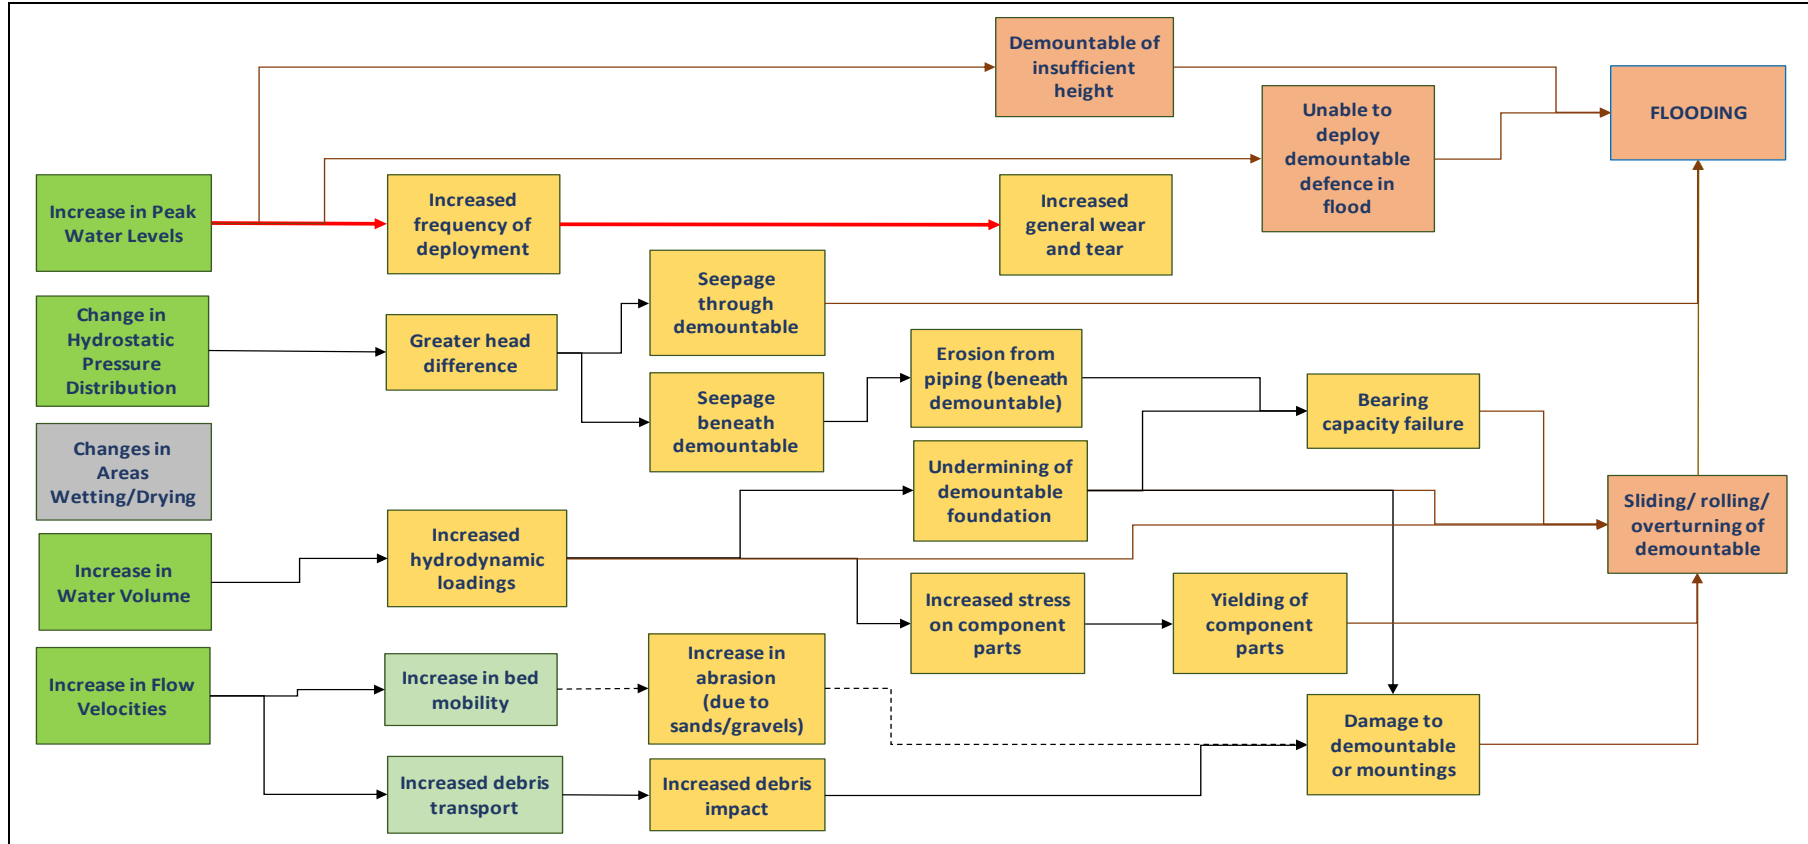 Demountable of
insufficient
height
FLOODING
Unable to
deploy
demountable
defence in
flood
Increase in Peak
Water Levels
Increased
frequency of
deployment
Increased
general wear
and tear
Change in
Hydrostatic
Pressure
Distribution
Greater head
difference
Seepage
through
demountable
Seepage
beneath
demountable
Erosion from
piping (beneath
demountable)
Bearing
capacity failure
Changes in
Areas
Wetting/Drying
Undermining of
demountable
foundation
Sliding/ rolling/
overturning of
demountable
Increase in
Water Volume
Increased
hydrodynamic
loadings
Increased stress
on component
parts
Yielding of
component
parts
Increase in Flow
Velocities
Increase in bed
mobility
Increase in
abrasion
(due to
sands/gravels)
Damage to
demountable
or mountings
Increased debris
transport
Increased debris
impact